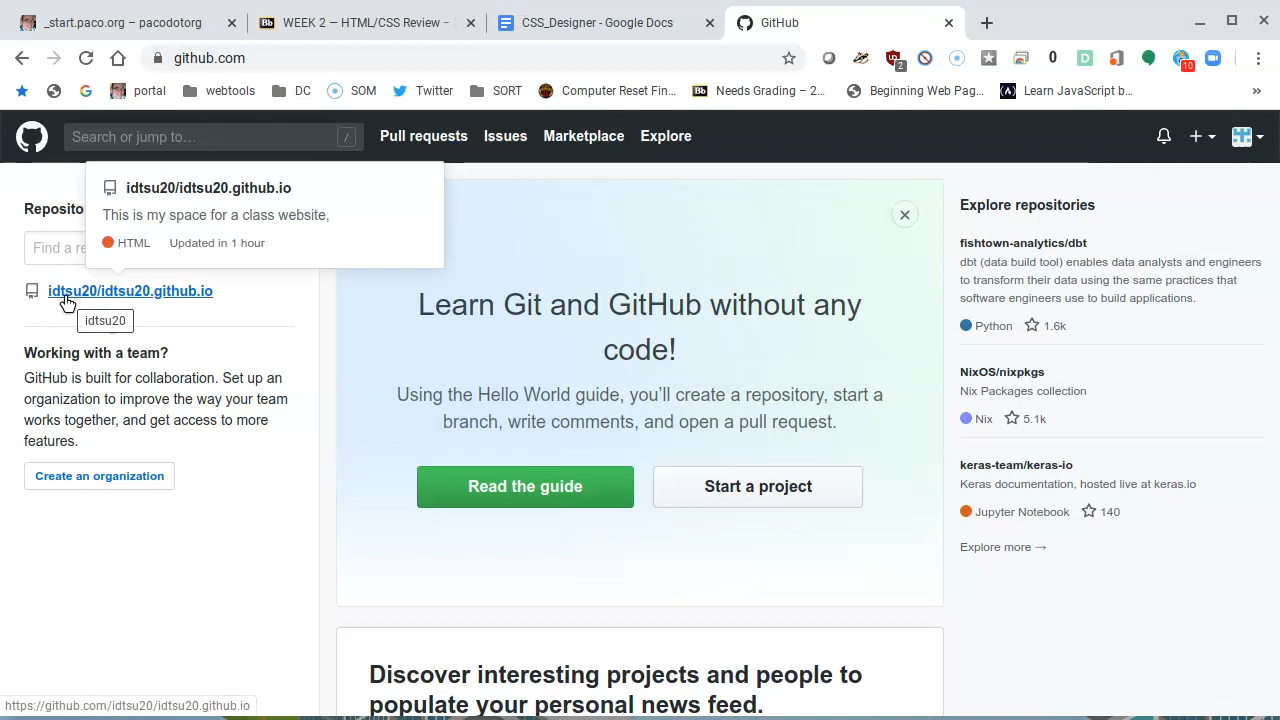 _start.paco.org – pacodotorg
Bb WEEK 2 – HTML/CSS Review –
CSS_Designer - Google Docs
GitHub
github.com
2
0
D
10
portal
webtools
DC
SOM
Twitter
SORT
Computer Reset Fin...
Bb Needs Grading – 2...
Beginning Web Pag...
Learn JavaScript b...
»
Search or jump to...
/
Pull requests
Issues
Marketplace
Explore
Reposito
Find a re
idtsu20/idtsu20.github.io
This is my space for a class website,
HTML
Updated in 1 hour
idtsu20/idtsu20.github.io
idtsu20
Working with a team?
GitHub is built for collaboration. Set up an
organization to improve the way your team
works together, and get access to more
features.
Create an organization
Learn Git and GitHub without any
code!
Using the Hello World guide, you’ll create a repository, start a
branch, write comments, and open a pull request.
Read the guide
Start a project
Discover interesting projects and people to
populate your personal news feed.
Explore repositories
fishtown-analytics/dbt
dbt (data build tool) enables data analysts and engineers
to transform their data using the same practices that
software engineers use to build applications.
Python
1.6k
NixOS/nixpkgs
Nix Packages collection
Nix
5.1k
keras-team/keras-io
Keras documentation, hosted live at keras.io
Jupyter Notebook
140
Explore more →
https://github.com/idtsu20/idtsu20.github.io